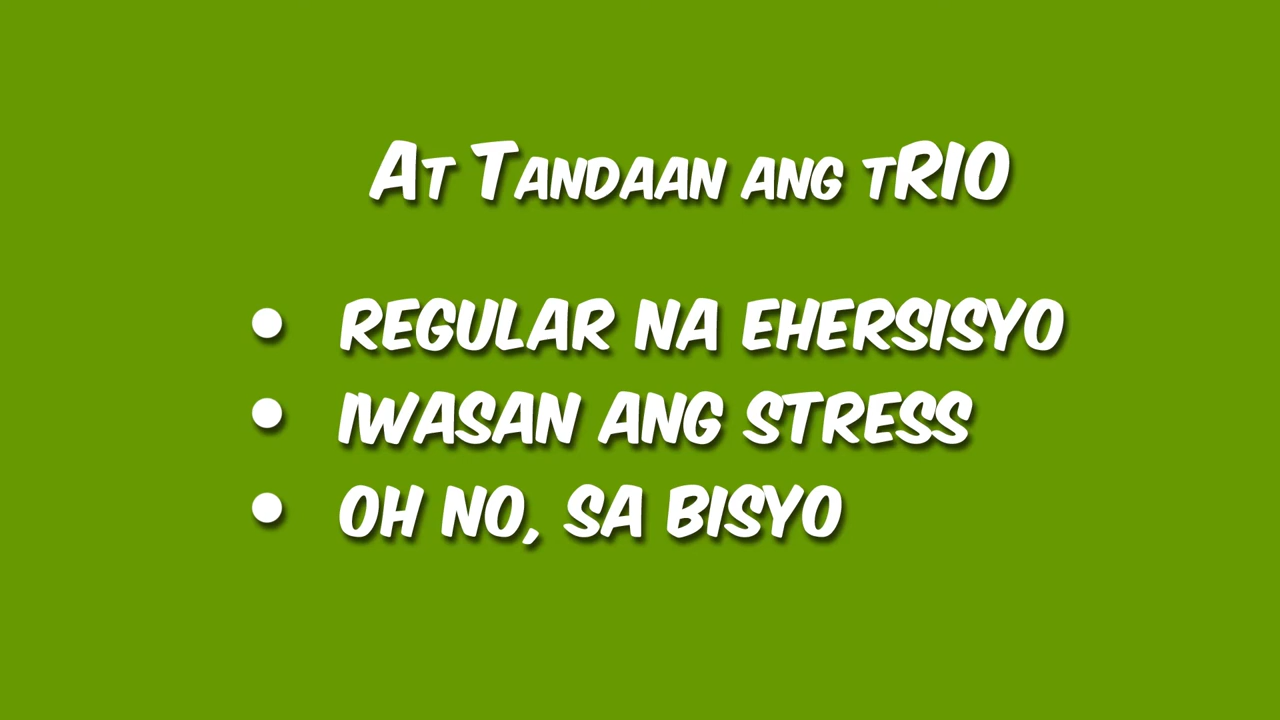 At Tandaan ang tRIO
• REGULAR NA EHERSISYO
• IWASAN ANG STRESS
• OH NO, SA BISYO